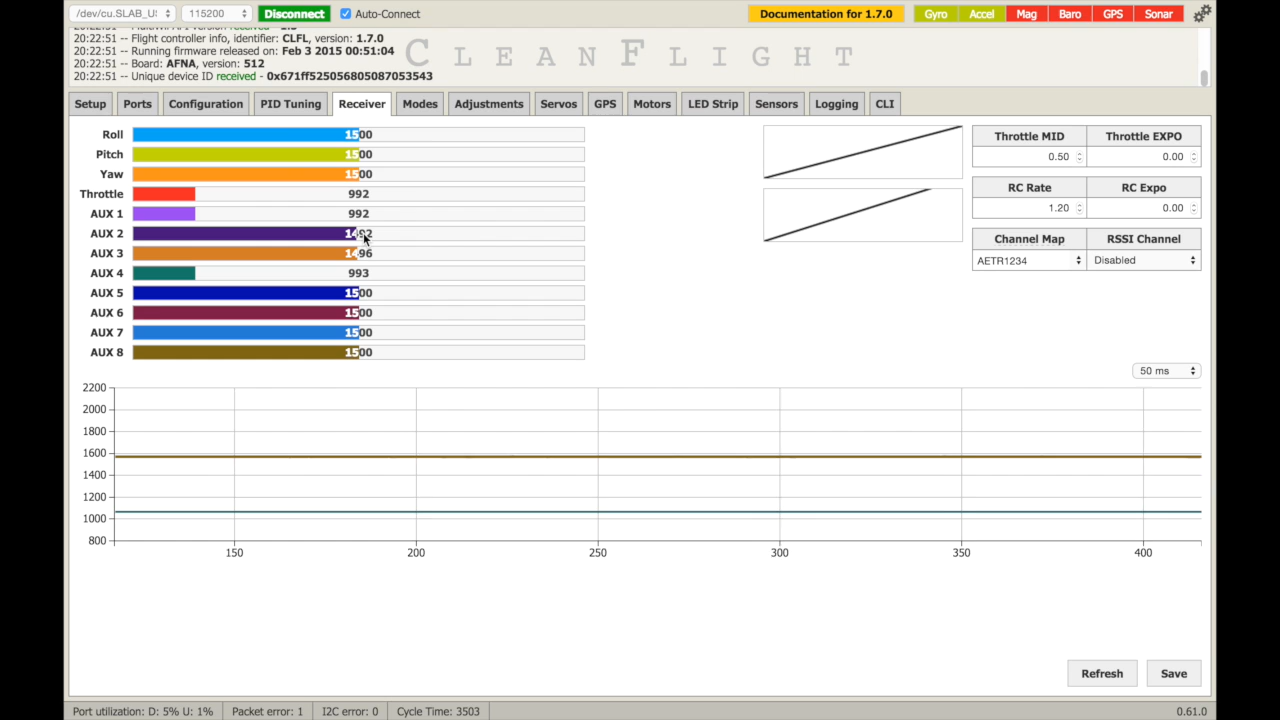 /dev/cu.SLAB_U: 115200 Disconnect Auto-Connect Documentation for 1.7.0 Gyro Accel Mag Baro GPS Sonar
20:22:51 -- Flight controller info, identifier: CLFL, version: 1.7.0
20:22:51 -- Running firmware released on: Feb 3 2015 00:51:04
20:22:51 -- Board: AFNA, version: 512
20:22:51 -- Unique device ID received - 0x671ff525056805087053543
CLEANFLIGHT
Setup Ports Configuration PID Tuning Receiver Modes Adjustments Servos GPS Motors LED Strip Sensors Logging CLI
Roll 1500
Pitch 1500
Yaw 1500
Throttle 992
AUX 1 992
AUX 2 1492
AUX 3 1496
AUX 4 993
AUX 5 1500
AUX 6 1500
AUX 7 1500
AUX 8 1500
Throttle MID Throttle EXPO
0.50 0.00
RC Rate RC Expo
1.20 0.00
Channel Map RSSI Channel
AETR1234 Disabled
50 ms
2200
2000
1800
1600
1400
1200
1000
800
150 200 250 300 350 400
Refresh Save
Port utilization: D: 5% U: 1% Packet error: 1 I2C error: 0 Cycle Time: 3503 0.61.0